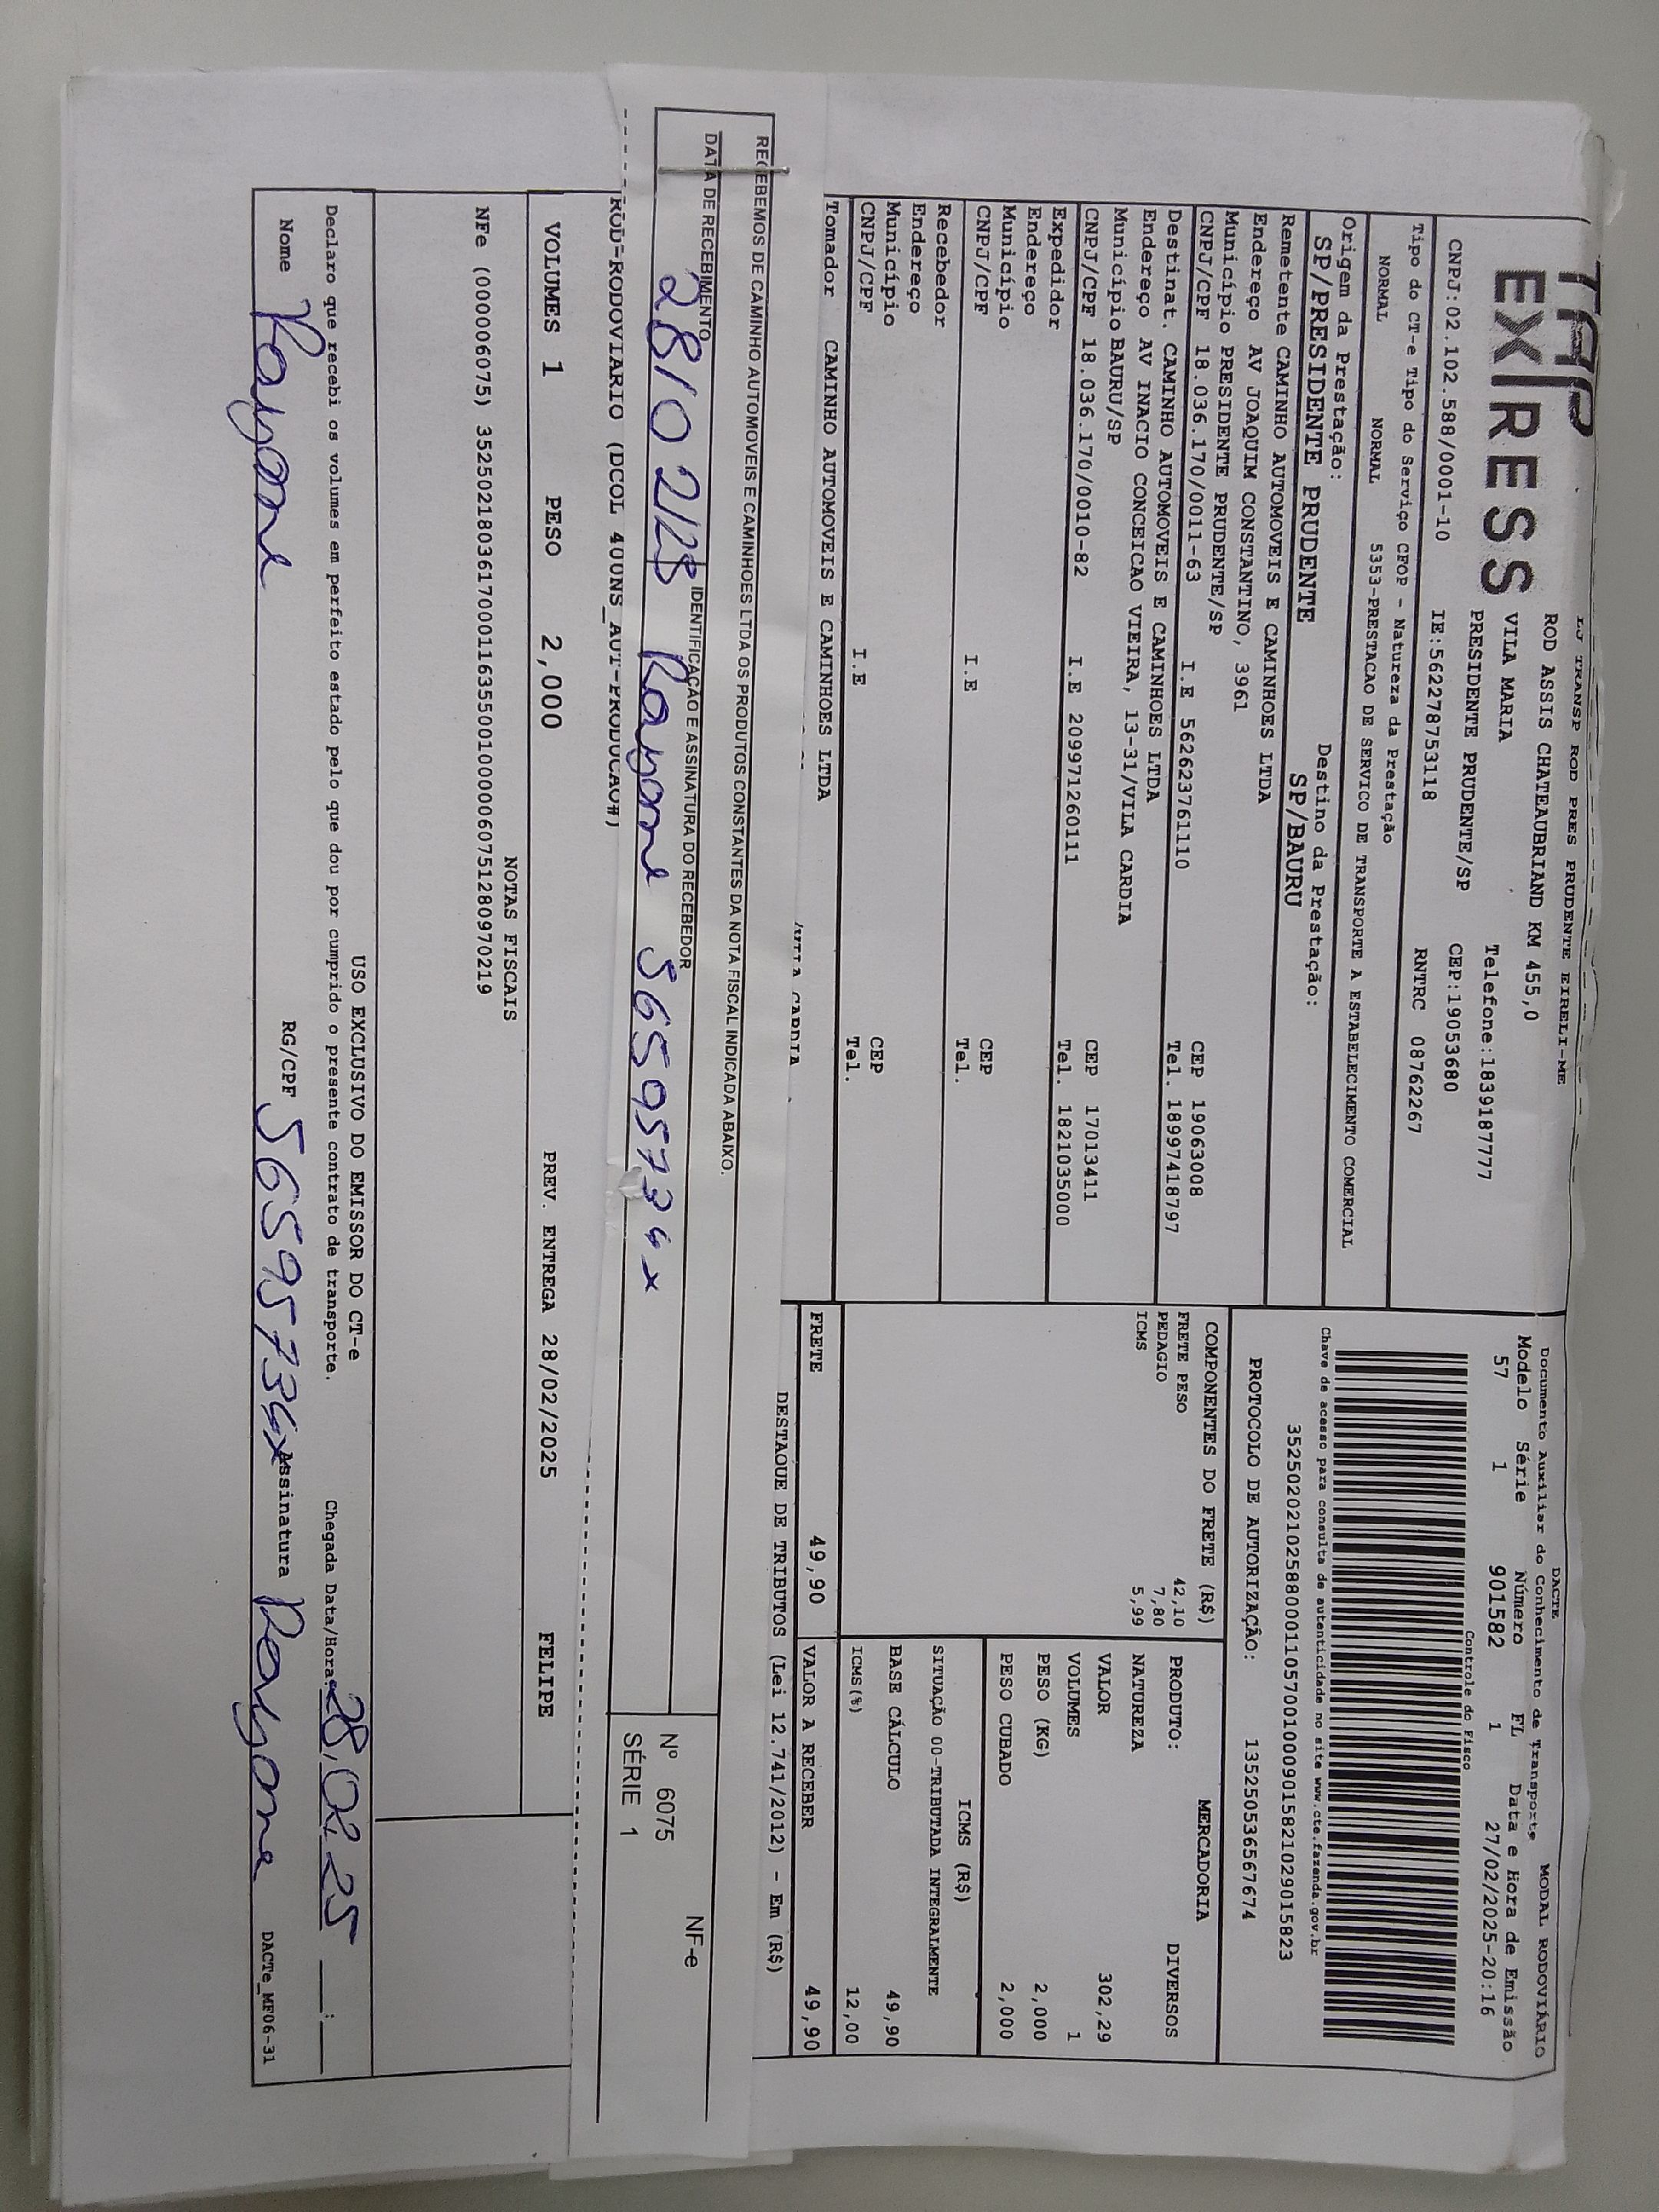 TAP
EXPRESS
LJ TRANSP ROD PRES PRUDENTE EIRELI-ME
ROD ASSIS CHATEAUBRIAND KM 455,0
VILA MARIA Telefone:1839187777
PRESIDENTE PRUDENTE/SP CEP:19053680
CNPJ:02.102.588/0001-10 IE:562278753118 RNTRC 08762267
Tipo do CT-e Tipo do Serviço CFOP - Natureza da Prestação
NORMAL NORMAL 5353-PRESTACAO DE SERVICO DE TRANSPORTE A ESTABELECIMENTO COMERCIAL
Origem da Prestação: Destino da Prestação:
SP/PRESIDENTE PRUDENTE SP/BAURU
Remetente CAMINHO AUTOMOVEIS E CAMINHOES LTDA
Endereço AV JOAQUIM CONSTANTINO, 3961
Município PRESIDENTE PRUDENTE/SP CEP 19063008
CNPJ/CPF 18.036.170/0011-63 I.E 562623761110 Tel. 18997418797
Destinat. CAMINHO AUTOMOVEIS E CAMINHOES LTDA
Endereço AV INACIO CONCEICAO VIEIRA, 13-31/VILA CARDIA
Município BAURU/SP CEP 17013411
CNPJ/CPF 18.036.170/0010-82 I.E 209971260111 Tel. 1821035000
Expedidor
Endereço
Município CEP
CNPJ/CPF I.E Tel.
Recebedor
Endereço
Município CEP
CNPJ/CPF I.E Tel.
Tomador CAMINHO AUTOMOVEIS E CAMINHOES LTDA
/VILA CARDIA
DACTE MODAL RODOVIÁRIO
Documento Auxiliar do Conhecimento de Transporte
Modelo Série Número FL Data e Hora de Emissão
57 1 901582 1 27/02/2025-20:16
Controle do Fisco
Chave de acesso para consulta de autenticidade no site www.cte.fazenda.gov.br
35250202102588000110570010009015821029015823
PROTOCOLO DE AUTORIZAÇÃO: 135250536567674
COMPONENTES DO FRETE (R$)
FRETE PESO 42,10
PEDAGIO 7,80
ICMS 5,99
MERCADORIA
PRODUTO: DIVERSOS
NATUREZA
VALOR 302,29
VOLUMES 1
PESO (KG) 2,000
PESO CUBADO 2,000
ICMS (R$)
SITUAÇÃO 00-TRIBUTADA INTEGRALMENTE
BASE CÁLCULO 49,90
ICMS(%) 12,00
FRETE 49,90 VALOR A RECEBER 49,90
DESTAQUE DE TRIBUTOS (Lei 12.741/2012) - Em (R$)
RECEBEMOS DE CAMINHO AUTOMOVEIS E CAMINHOES LTDA OS PRODUTOS CONSTANTES DA NOTA FISCAL INDICADA ABAIXO.
DATA DE RECEBIMENTO IDENTIFICAÇÃO E ASSINATURA DO RECEBEDOR
28/02/25 Rayane 56595734x
NF-e
Nº 6075
SÉRIE 1
ROD-RODOVIARIO (DCOL 400NS_AUT-PRODUCAO#)
VOLUMES 1 PESO 2,000 PREV. ENTREGA 28/02/2025 FELIPE
NOTAS FISCAIS
NFe (000006075) 35250218036170001163550010000060751280970219
USO EXCLUSIVO DO EMISSOR DO CT-e
Declaro que recebi os volumes em perfeito estado pelo que dou por cumprido o presente contrato de transporte. Chegada Data/Hora 28.02.25 __:__
Nome Rayane RG/CPF 56595734x Assinatura Rayane
DACTe_MF06-31